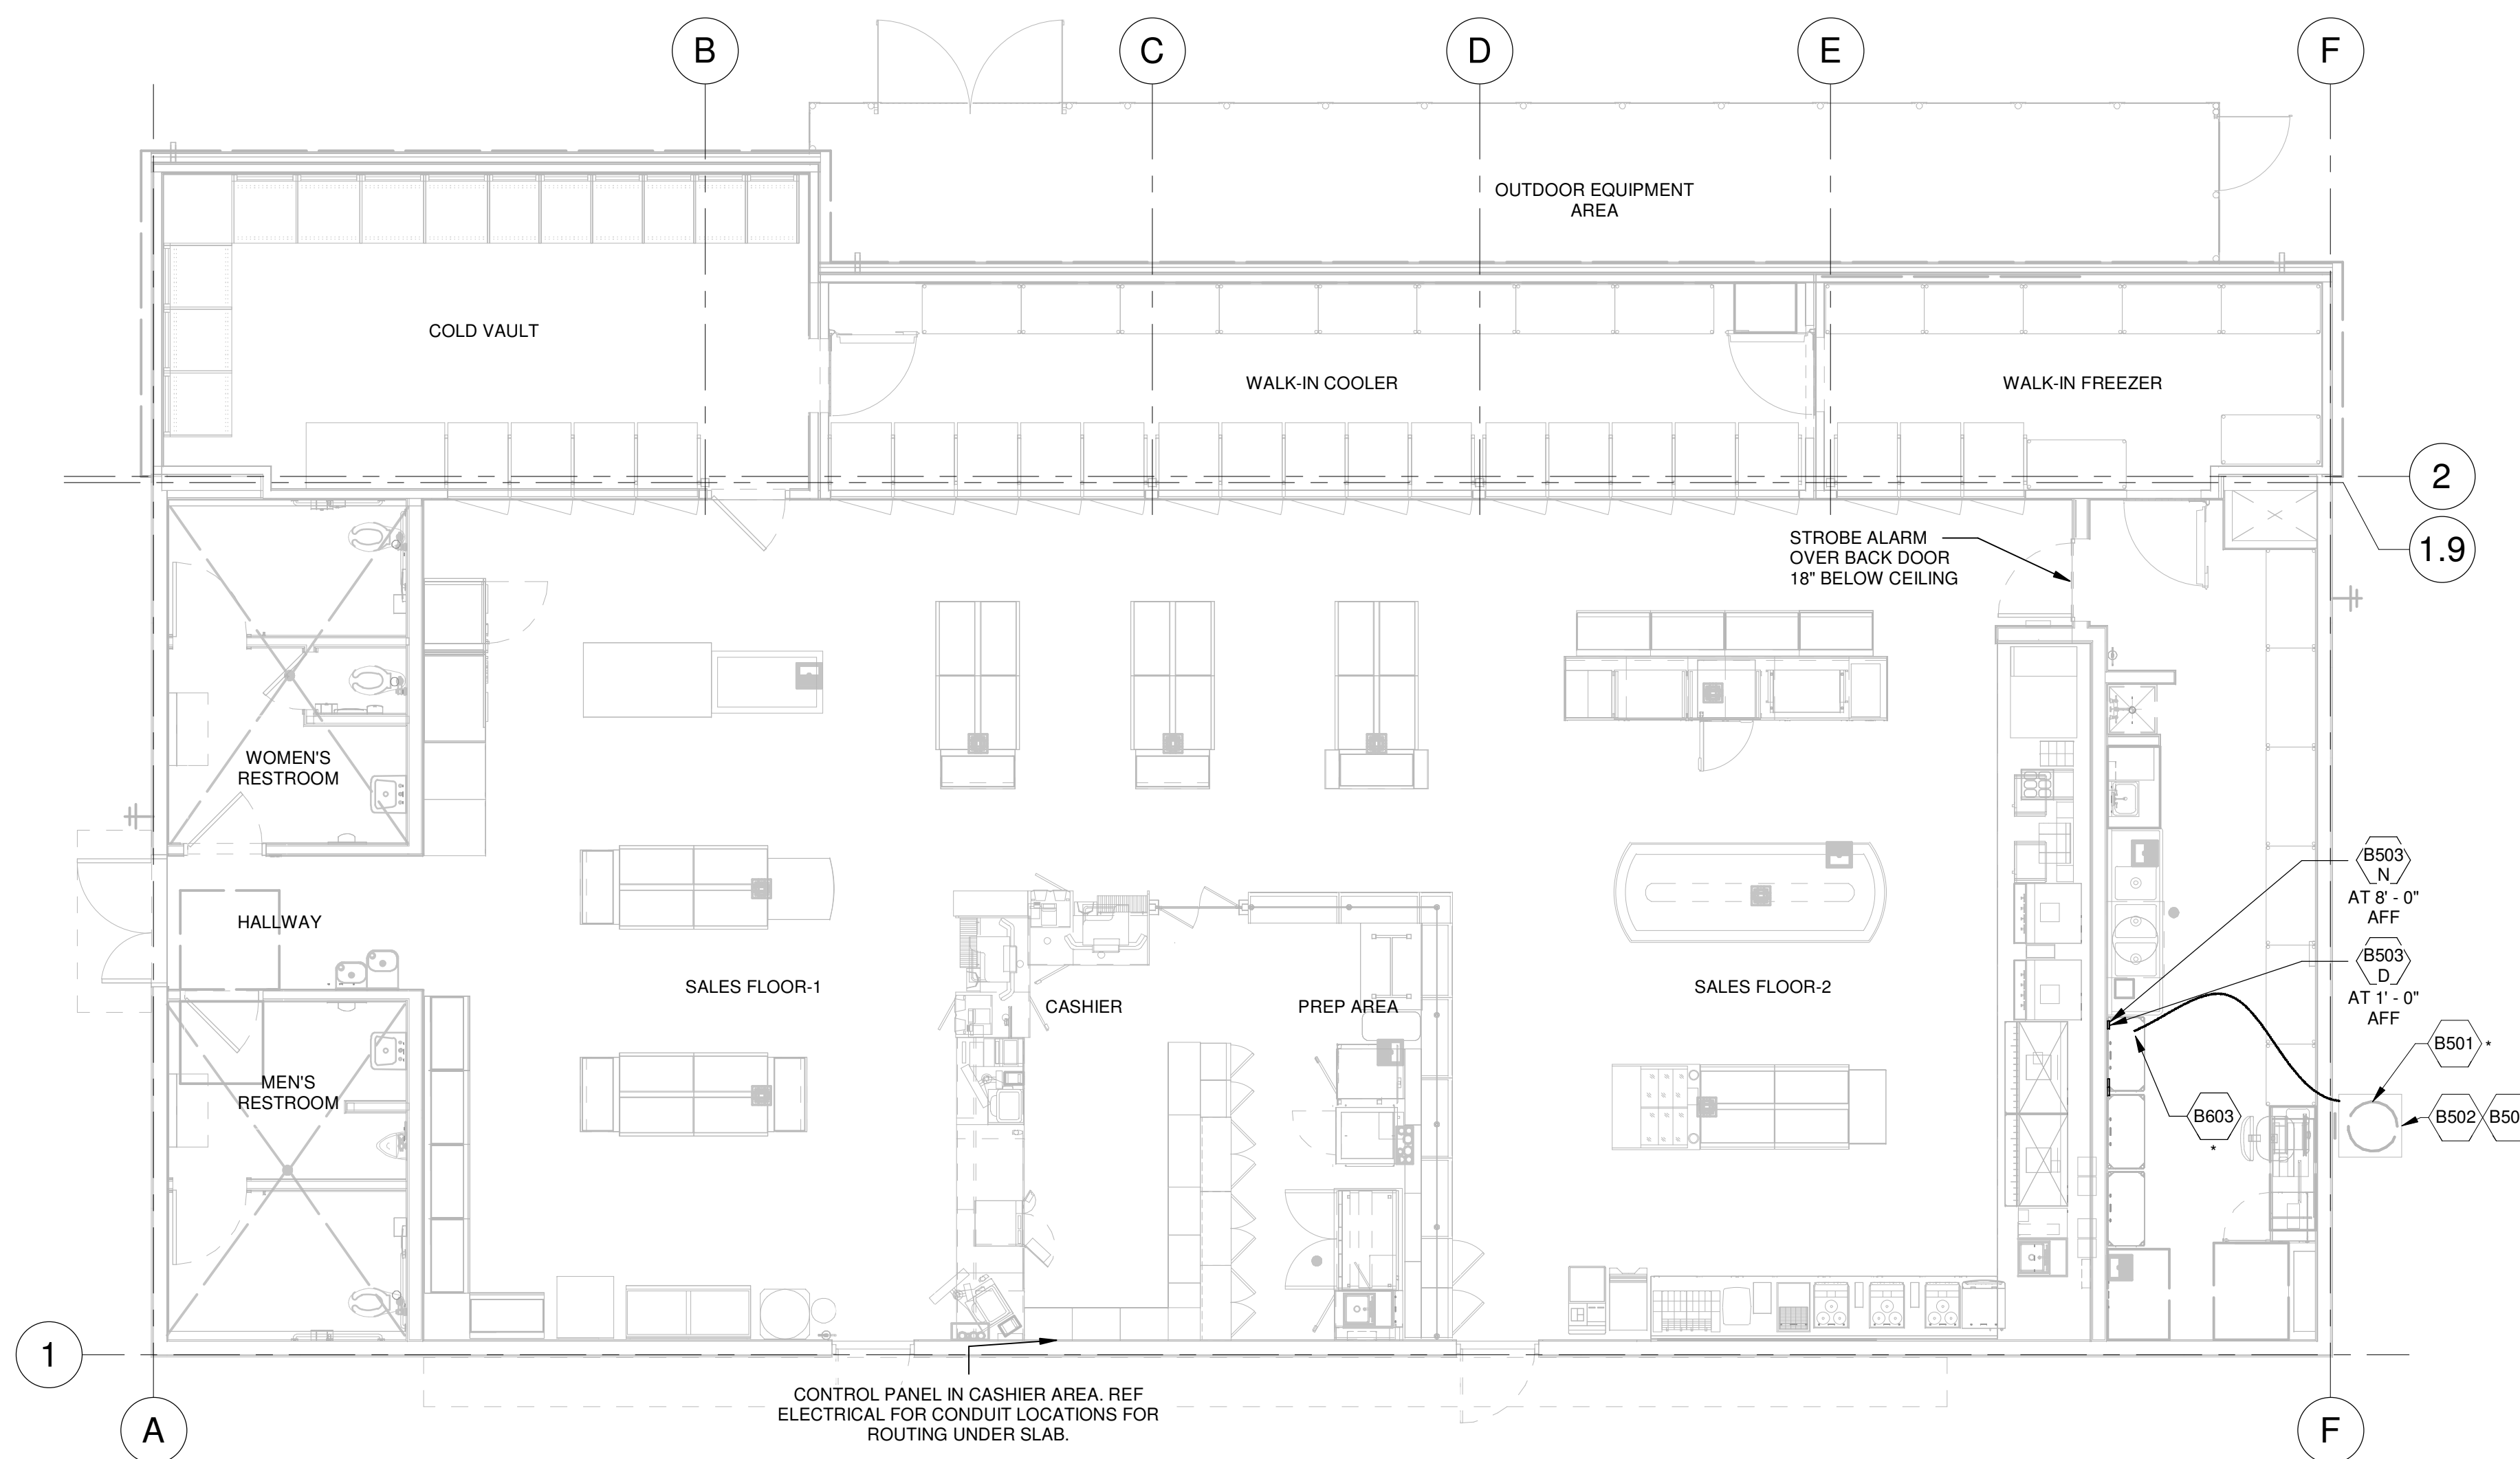 B
C
D
E
F
OUTDOOR EQUIPMENT
AREA
COLD VAULT
WALK-IN COOLER
WALK-IN FREEZER
2
1.9
STROBE ALARM
OVER BACK DOOR
18" BELOW CEILING
WOMEN'S
RESTROOM
HALLWAY
MEN'S
RESTROOM
SALES FLOOR-1
CASHIER
PREP AREA
SALES FLOOR-2
B503
N
AT 8' - 0"
AFF
B503
D
AT 1' - 0"
AFF
B501 *
B603
*
B502
B50
1
CONTROL PANEL IN CASHIER AREA. REF
ELECTRICAL FOR CONDUIT LOCATIONS FOR
ROUTING UNDER SLAB.
A
F